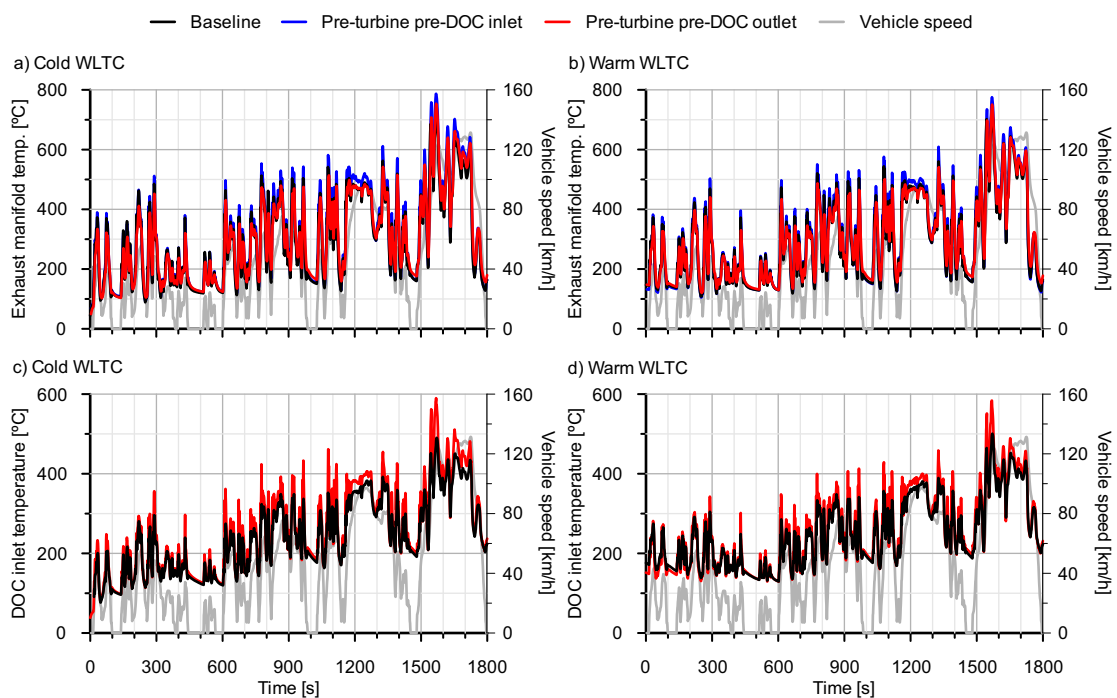 Baseline Pre-turbine pre-DOC inlet Pre-turbine pre-DOC outlet Vehicle speed
a) Cold WLTC
b) Warm WLTC
800
600
400
200
0
Exhaust manifold temp. [ºC]
160
120
80
40
0
Vehicle speed [km/h]
800
600
400
200
0
Exhaust manifold temp. [ºC]
160
120
80
40
0
Vehicle speed [km/h]
c) Cold WLTC
d) Warm WLTC
600
400
200
0
DOC inlet temperature [ºC]
160
120
80
40
0
Vehicle speed [km/h]
0 300 600 900 1200 1500 1800
Time [s]
600
400
200
0
DOC inlet temperature [ºC]
160
120
80
40
0
Vehicle speed [km/h]
0 300 600 900 1200 1500 1800
Time [s]